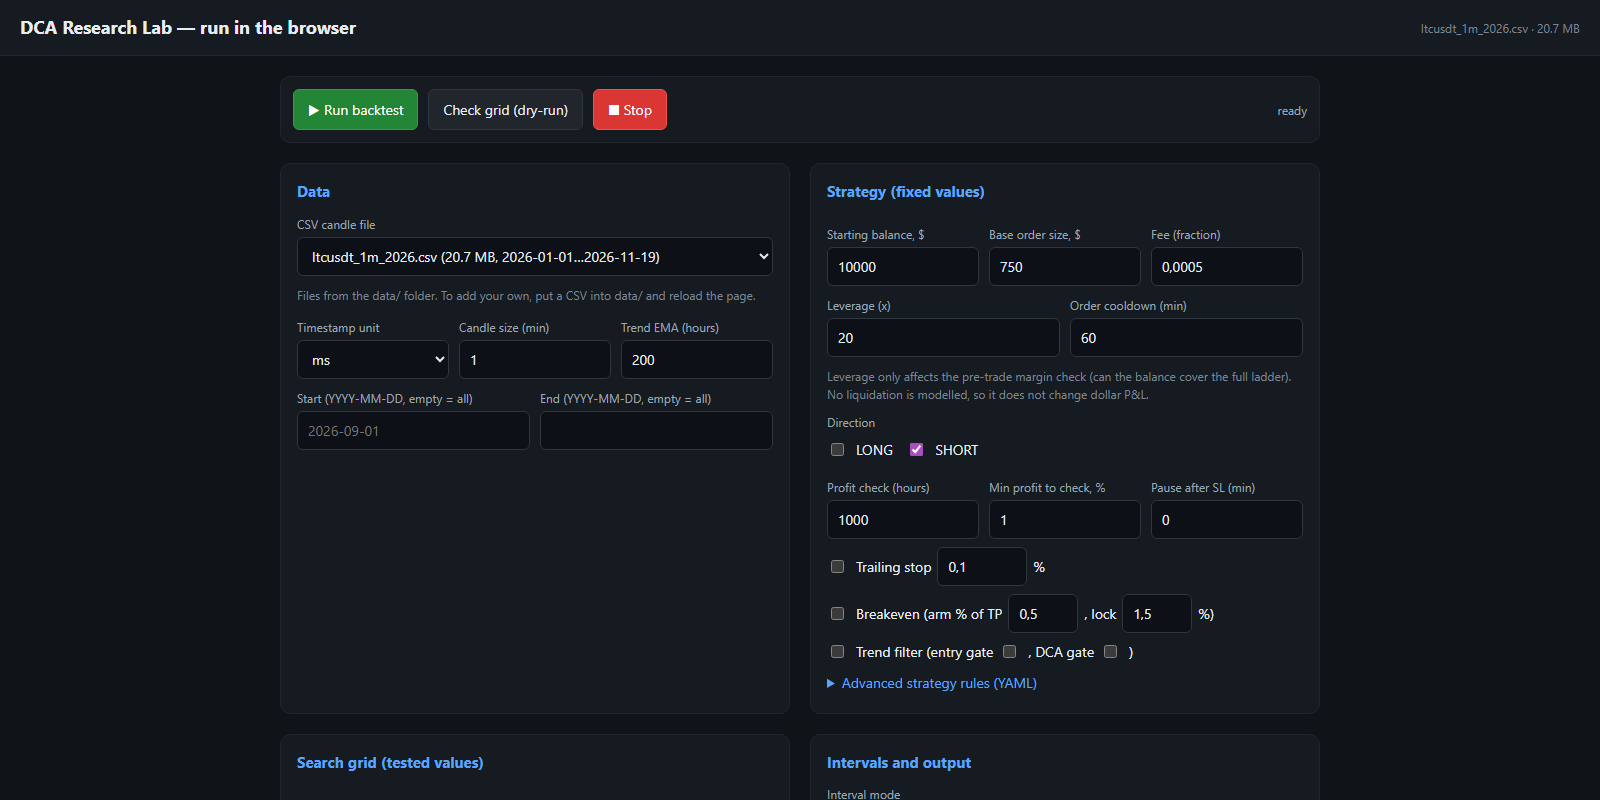 DCA Research Lab — run in the browser
ltcusdt_1m_2026.csv · 20.7 MB
▶ Run backtest
Check grid (dry-run)
■ Stop
ready
Data
CSV candle file
ltcusdt_1m_2026.csv (20.7 MB, 2026-01-01...2026-11-19)
Files from the data/ folder. To add your own, put a CSV into data/ and reload the page.
Timestamp unit Candle size (min) Trend EMA (hours)
ms 1 200
Start (YYYY-MM-DD, empty = all) End (YYYY-MM-DD, empty = all)
2026-09-01
Strategy (fixed values)
Starting balance, $ Base order size, $ Fee (fraction)
10000 750 0,0005
Leverage (x) Order cooldown (min)
20 60
Leverage only affects the pre-trade margin check (can the balance cover the full ladder).
No liquidation is modelled, so it does not change dollar P&L.
Direction
LONG SHORT
Profit check (hours) Min profit to check, % Pause after SL (min)
1000 1 0
Trailing stop 0,1 %
Breakeven (arm % of TP 0,5 , lock 1,5 %)
Trend filter (entry gate , DCA gate )
▶ Advanced strategy rules (YAML)
Search grid (tested values)
Intervals and output
Interval mode